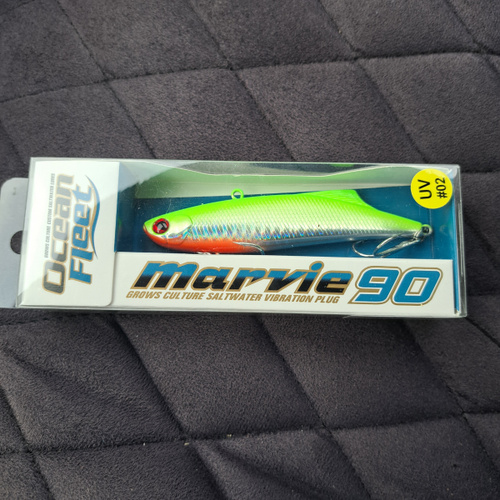 Ocean
Fleet
UV
#02
marvie 90
GROWS CULTURE SALTWATER VIBRATION PLUG